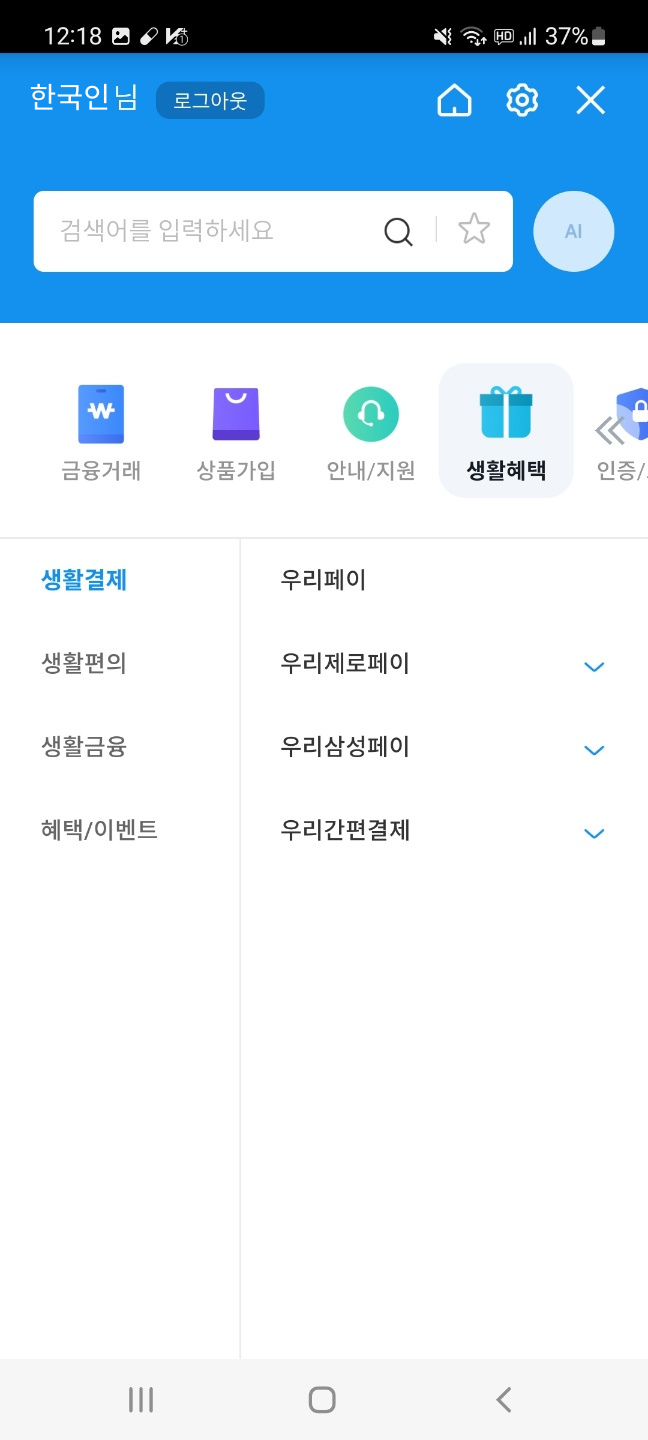 12:18 HD 37%
한국인님 로그아웃
검색어를 입력하세요 AI
금융거래 상품가입 안내/지원 생활혜택 인증/
생활결제 우리페이
생활편의 우리제로페이
생활금융 우리삼성페이
혜택/이벤트 우리간편결제